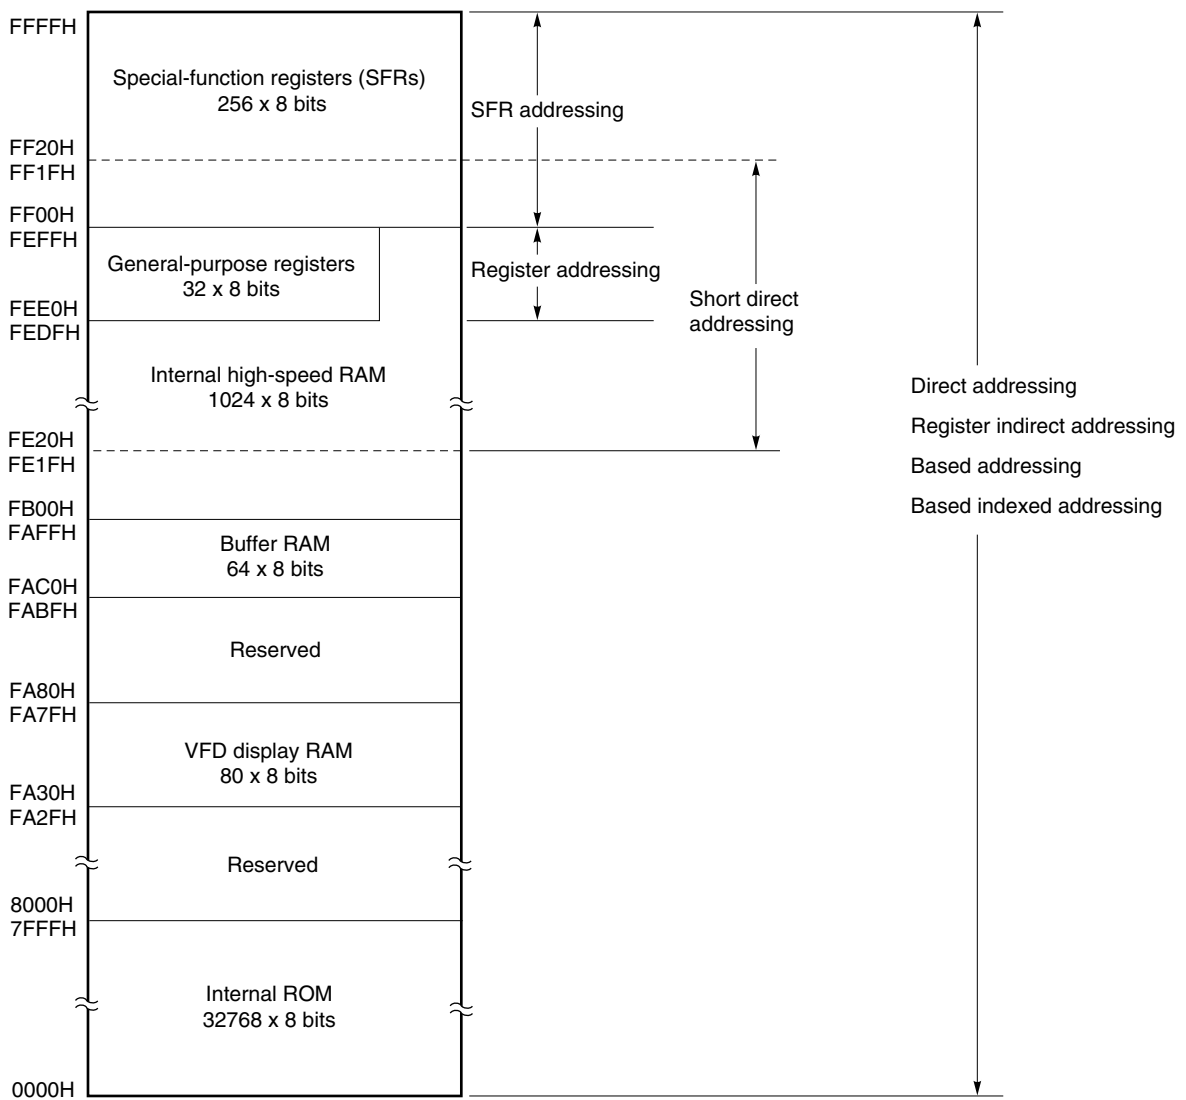 FFFFH
Special-function registers (SFRs)
256 x 8 bits
SFR addressing
FF20H
FF1FH
FF00H
FEFFH
General-purpose registers
32 x 8 bits
Register addressing
FEE0H
FEDFH
Short direct
addressing
Internal high-speed RAM
1024 x 8 bits
Direct addressing
Register indirect addressing
Based addressing
Based indexed addressing
FE20H
FE1FH
FB00H
FAFFH
Buffer RAM
64 x 8 bits
FAC0H
FABFH
Reserved
FA80H
FA7FH
VFD display RAM
80 x 8 bits
FA30H
FA2FH
Reserved
8000H
7FFFH
Internal ROM
32768 x 8 bits
0000H